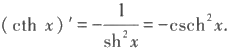 (cth x)′ = −1/sh²x = −csch²x.